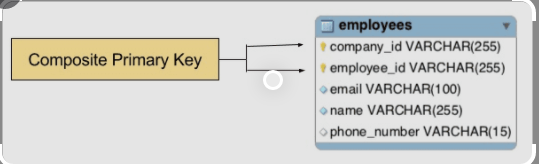 Composite Primary Key
employees
company_id VARCHAR(255)
employee_id VARCHAR(255)
email VARCHAR(100)
name VARCHAR(255)
phone_number VARCHAR(15)